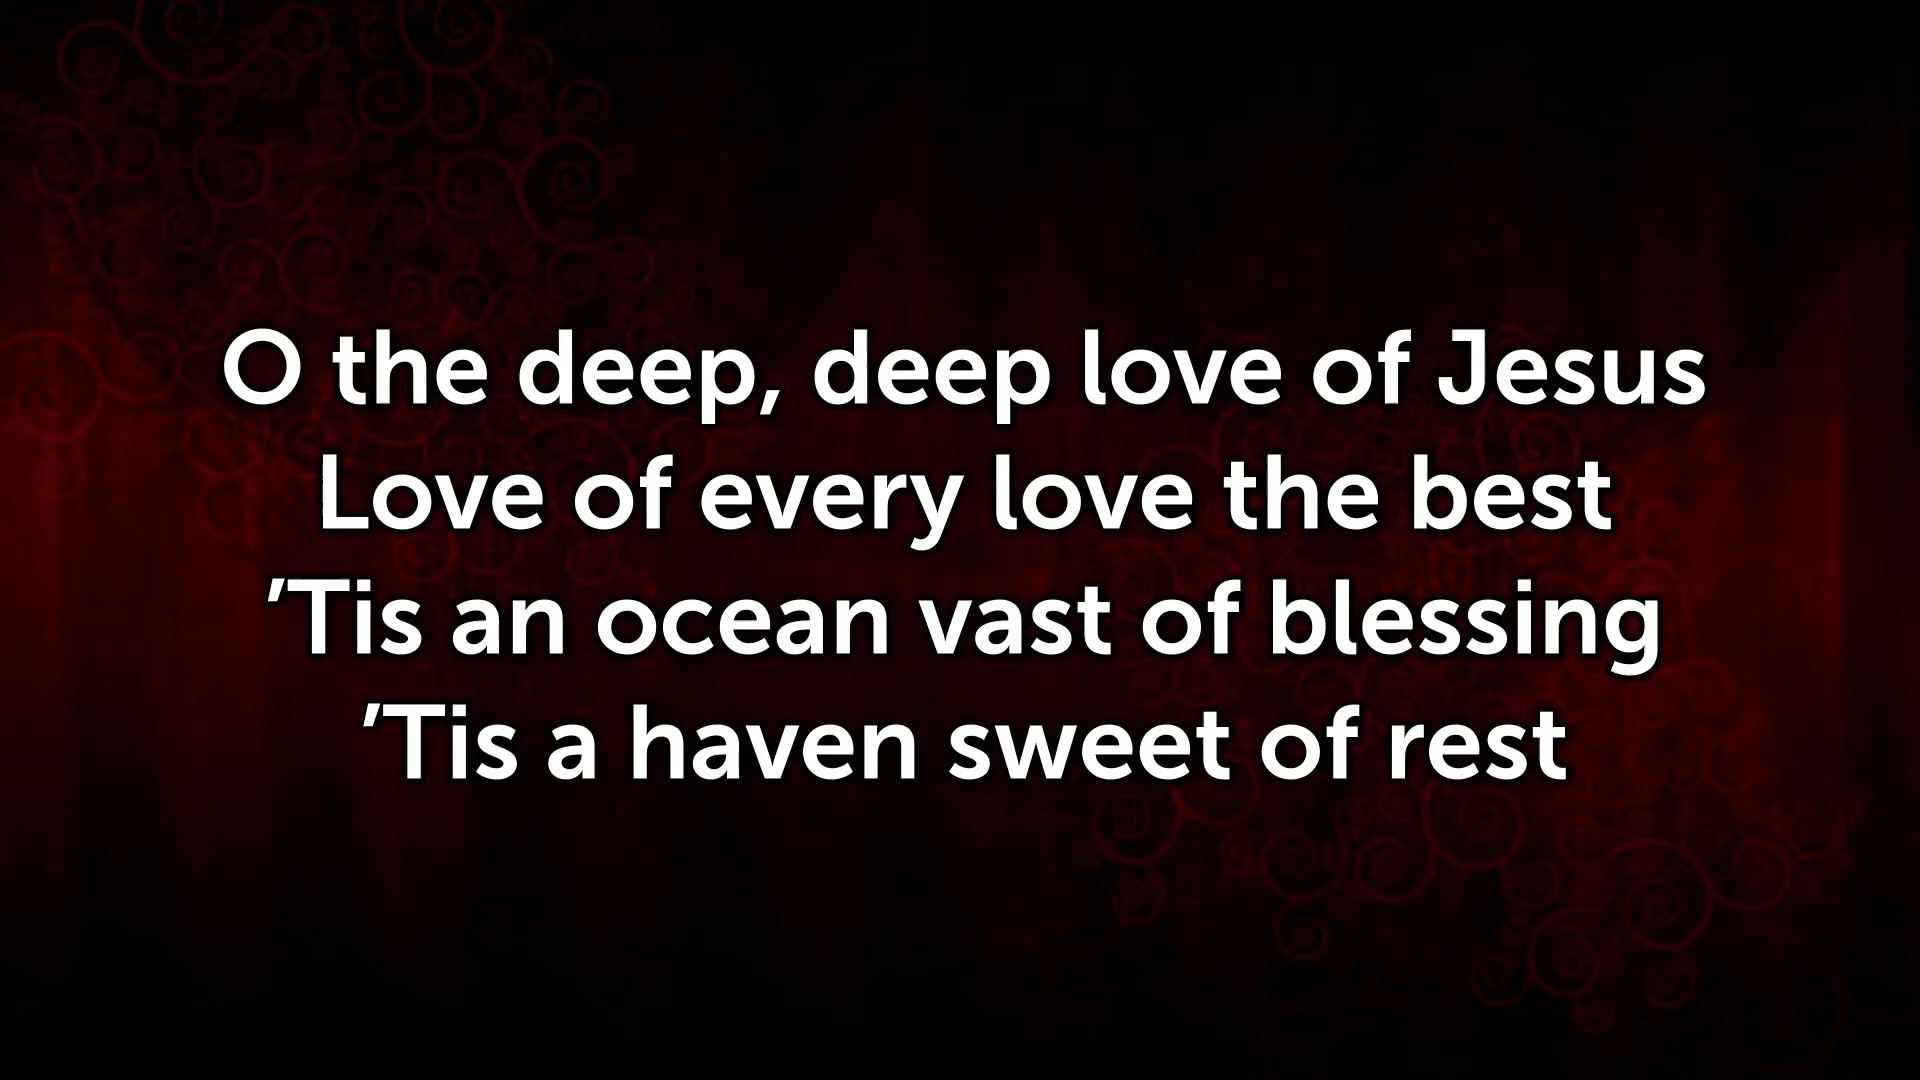 O the deep, deep love of Jesus
Love of every love the best
’Tis an ocean vast of blessing
’Tis a haven sweet of rest